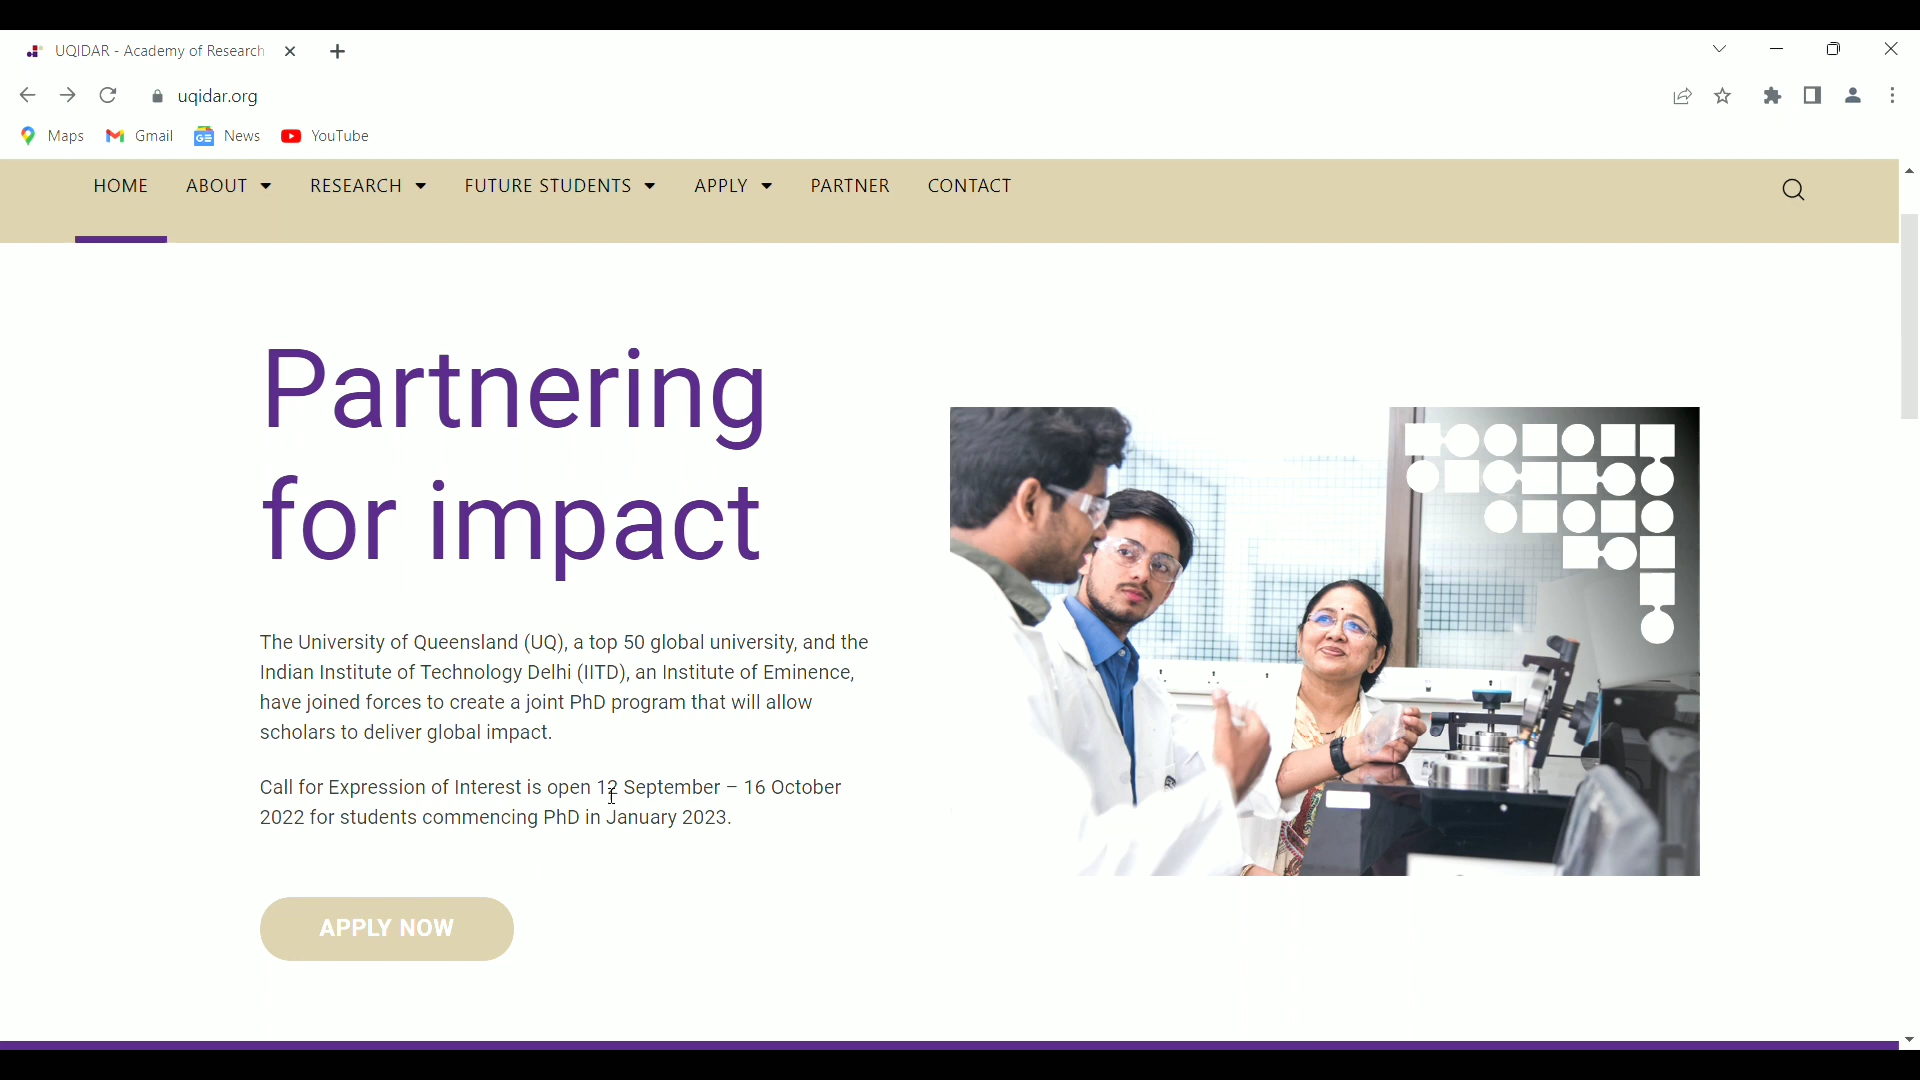 UQIDAR - Academy of Research
uqidar.org
Maps Gmail News YouTube
HOME ABOUT RESEARCH FUTURE STUDENTS APPLY PARTNER CONTACT
Partnering
for impact
The University of Queensland (UQ), a top 50 global university, and the
Indian Institute of Technology Delhi (IITD), an Institute of Eminence,
have joined forces to create a joint PhD program that will allow
scholars to deliver global impact.
Call for Expression of Interest is open 12 September – 16 October
2022 for students commencing PhD in January 2023.
APPLY NOW